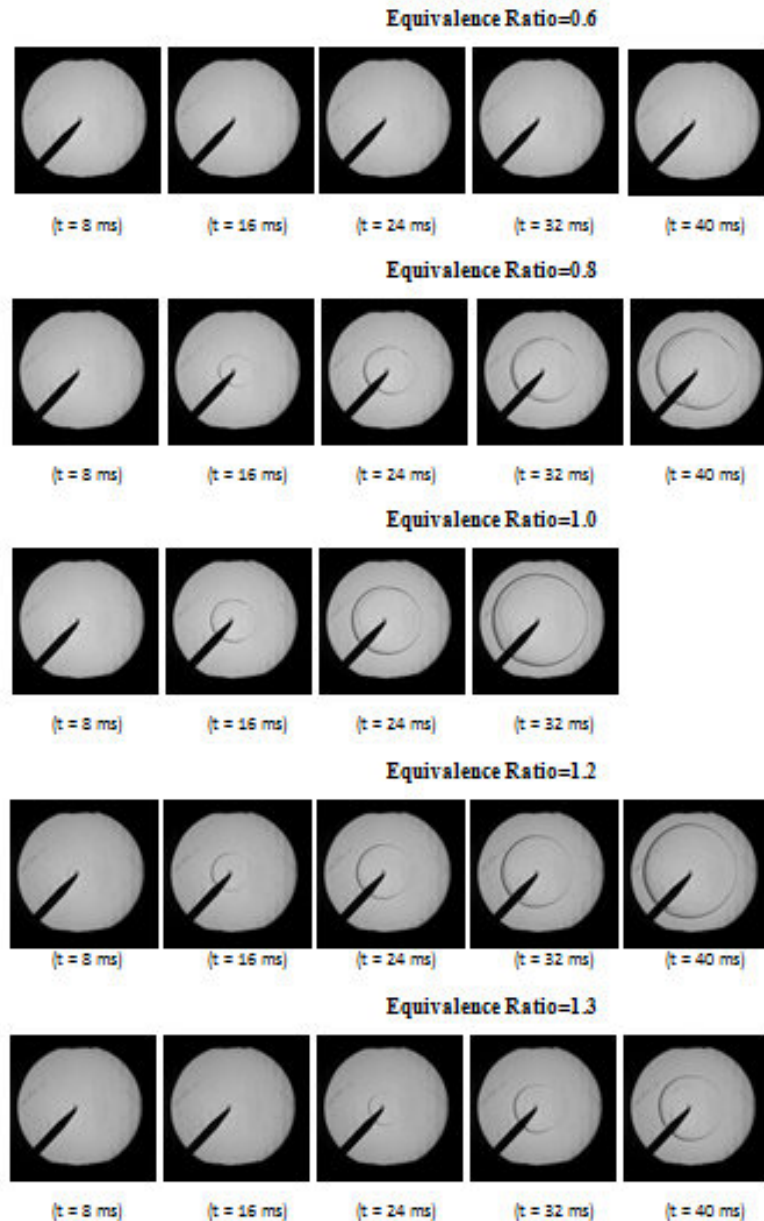 Equivalence Ratio=0.6
(t = 8 ms) (t = 16 ms) (t = 24 ms) (t = 32 ms) (t = 40 ms)
Equivalence Ratio=0.8
(t = 8 ms) (t = 16 ms) (t = 24 ms) (t = 32 ms) (t = 40 ms)
Equivalence Ratio=1.0
(t = 8 ms) (t = 16 ms) (t = 24 ms) (t = 32 ms)
Equivalence Ratio=1.2
(t = 8 ms) (t = 16 ms) (t = 24 ms) (t = 32 ms) (t = 40 ms)
Equivalence Ratio=1.3
(t = 8 ms) (t = 16 ms) (t = 24 ms) (t = 32 ms) (t = 40 ms)